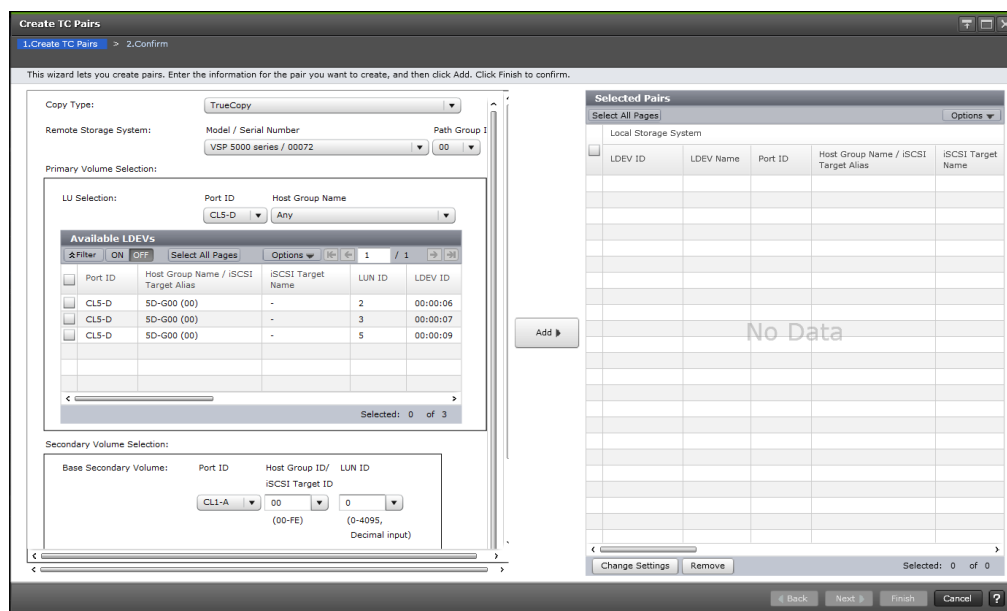 Create TC Pairs
1.Create TC Pairs > 2.Confirm
This wizard lets you create pairs. Enter the information for the pair you want to create, and then click Add. Click Finish to confirm.
Copy Type: TrueCopy
Remote Storage System: Model / Serial Number Path Group I
VSP 5000 series / 00072 00
Primary Volume Selection:
LU Selection: Port ID Host Group Name
CL5-D Any
Available LDEVs
Filter ON OFF Select All Pages Options 1 / 1
Port ID Host Group Name / iSCSI Target Alias iSCSI Target Name LUN ID LDEV ID
CL5-D 5D-G00 (00) - 2 00:00:06
CL5-D 5D-G00 (00) - 3 00:00:07
CL5-D 5D-G00 (00) - 5 00:00:09
Selected: 0 of 3
Secondary Volume Selection:
Base Secondary Volume: Port ID Host Group ID/ iSCSI Target ID LUN ID
CL1-A 00 0
(00-FE) (0-4095, Decimal input)
Add
Selected Pairs
Select All Pages Options
Local Storage System
LDEV ID LDEV Name Port ID Host Group Name / iSCSI Target Alias iSCSI Target Name
No Data
Change Settings Remove Selected: 0 of 0
Back Next Finish Cancel ?